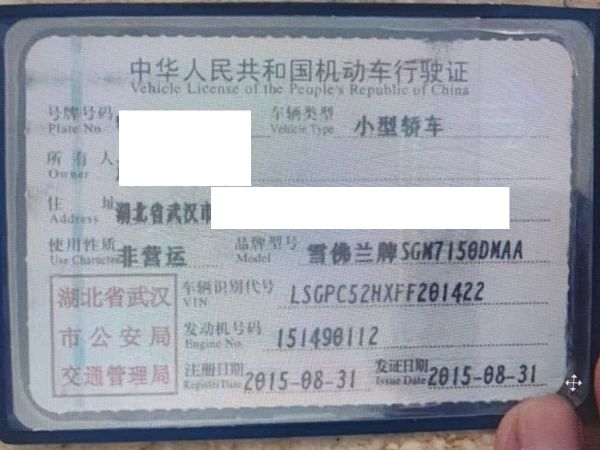 中华人民共和国机动车行驶证
Vehicle License of the People's Republic of China
号牌号码 车辆类型 小型轿车
Plate No Vehicle Type
所有人
Owner
住址 湖北省武汉市
Address
使用性质 非营运 品牌型号 雪佛兰牌SGM7150DMAA
Use Character Model
湖北省武汉 车辆识别代号 LSGPC52HXFF201422
VIN
市公安局 发动机号码 151490112
Engine No.
交通管理局 注册日期 2015-08-31 发证日期 2015-08-31
Register Date Issue Date